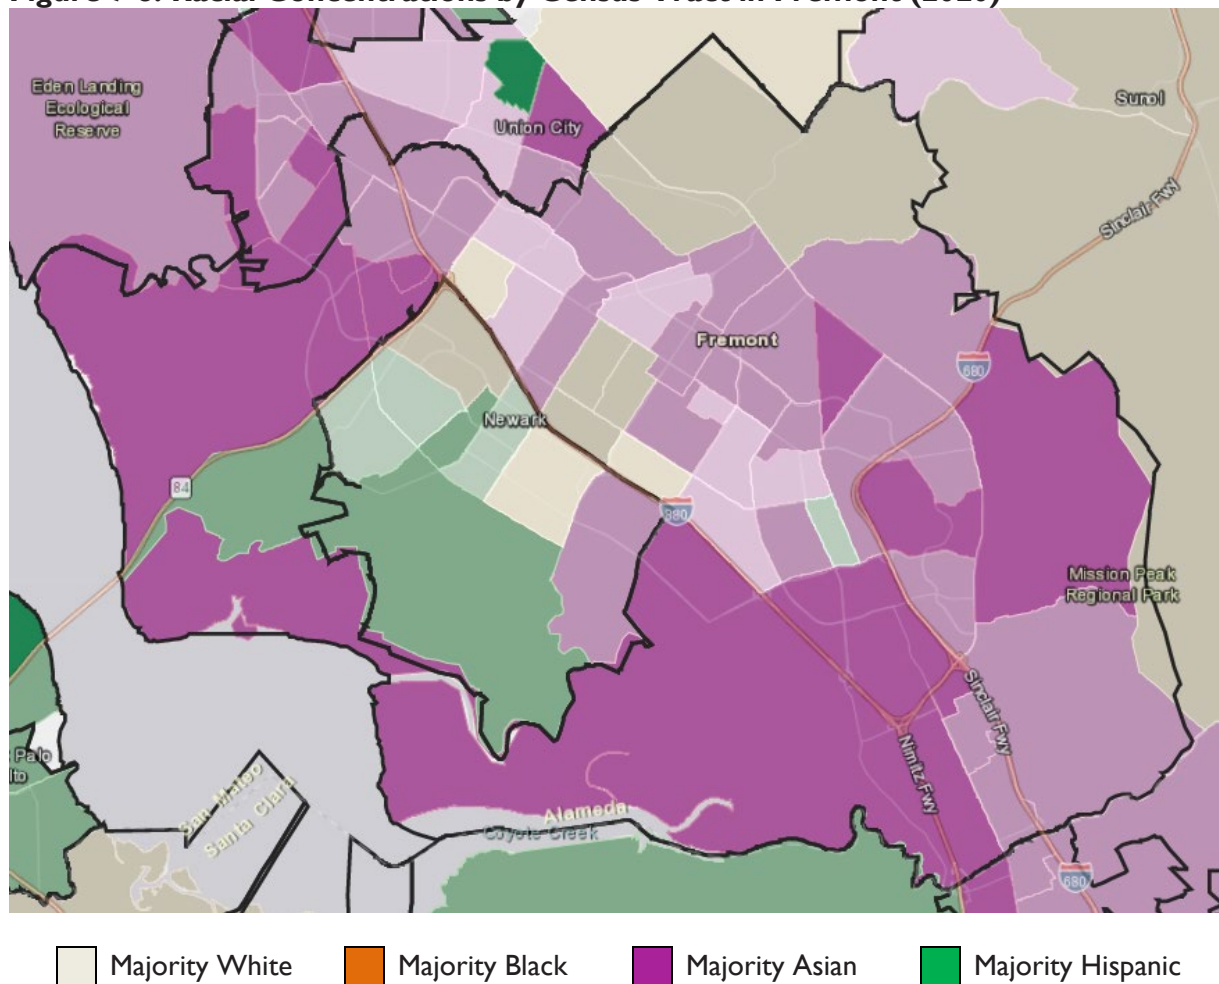 Eden Landing
Ecological
Reserve
Sunol
Union City
Sinclair Fwy
Fremont
680
Newark
84
880
Mission Peak
Regional Park
Sinclair Fwy
Nimitz Fwy
Palo
lto
San Mateo
Santa Clara
Alameda
Coyote Creek
680
Majority White
Majority Black
Majority Asian
Majority Hispanic